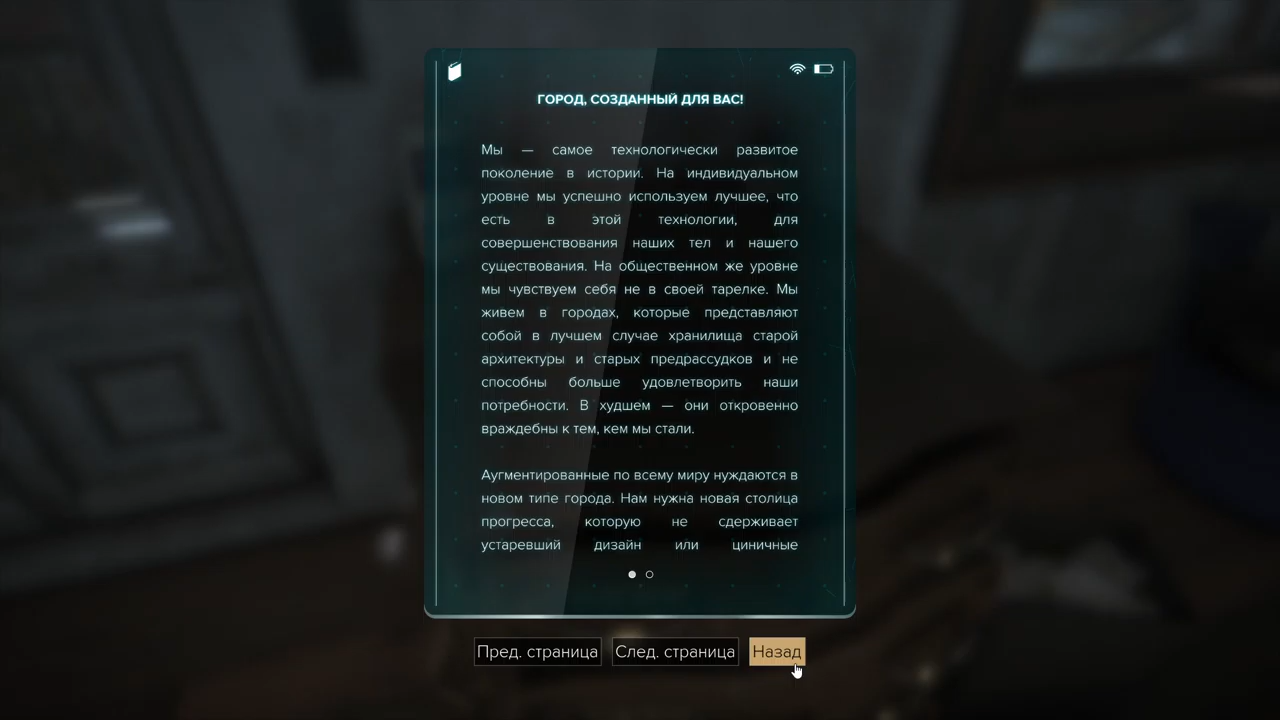 ГОРОД, СОЗДАННЫЙ ДЛЯ ВАС!
Мы — самое технологически развитое
поколение в истории. На индивидуальном
уровне мы успешно используем лучшее, что
есть в этой технологии, для
совершенствования наших тел и нашего
существования. На общественном же уровне
мы чувствуем себя не в своей тарелке. Мы
живем в городах, которые представляют
собой в лучшем случае хранилища старой
архитектуры и старых предрассудков и не
способны больше удовлетворить наши
потребности. В худшем — они откровенно
враждебны к тем, кем мы стали.
Аугментированные по всему миру нуждаются в
новом типе города. Нам нужна новая столица
прогресса, которую не сдерживает
устаревший дизайн или циничные
Пред. страница След. страница Назад